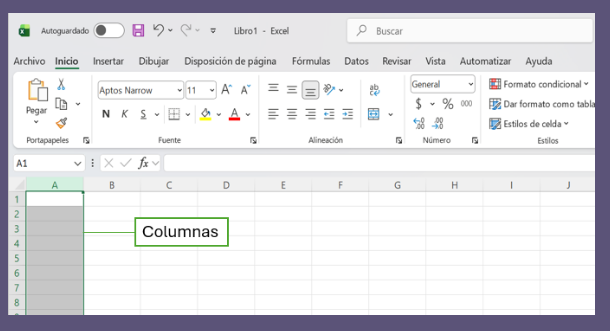 Autoguardado Libro1 - Excel Buscar
Archivo Inicio Insertar Dibujar Disposición de página Fórmulas Datos Revisar Vista Automatizar Ayuda
Pegar Aptos Narrow 11 A A ab General Formato condicional
N K S A $ % 000 Dar formato como tabla
Estilos de celda
Portapapeles Fuente Alineación Número Estilos
A1 fx
A B C D E F G H I J
1
2
3 Columnas
4
5
6
7
8